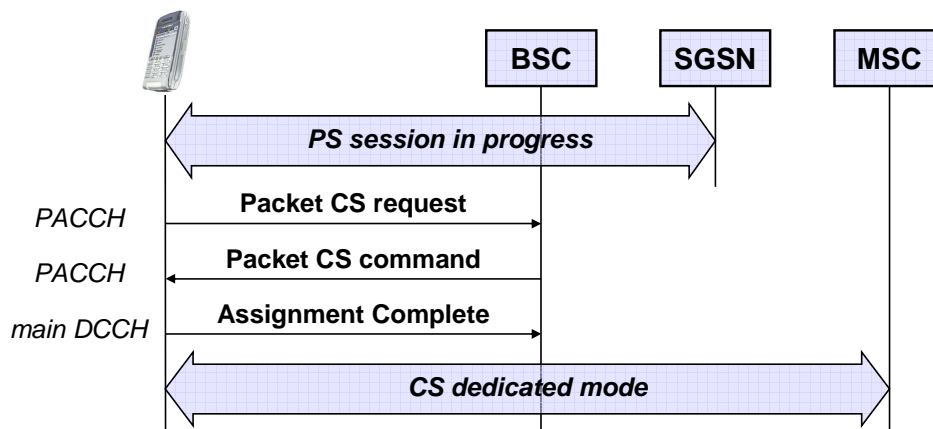 BSC SGSN MSC
PS session in progress
PACCH Packet CS request
PACCH Packet CS command
main DCCH Assignment Complete
CS dedicated mode